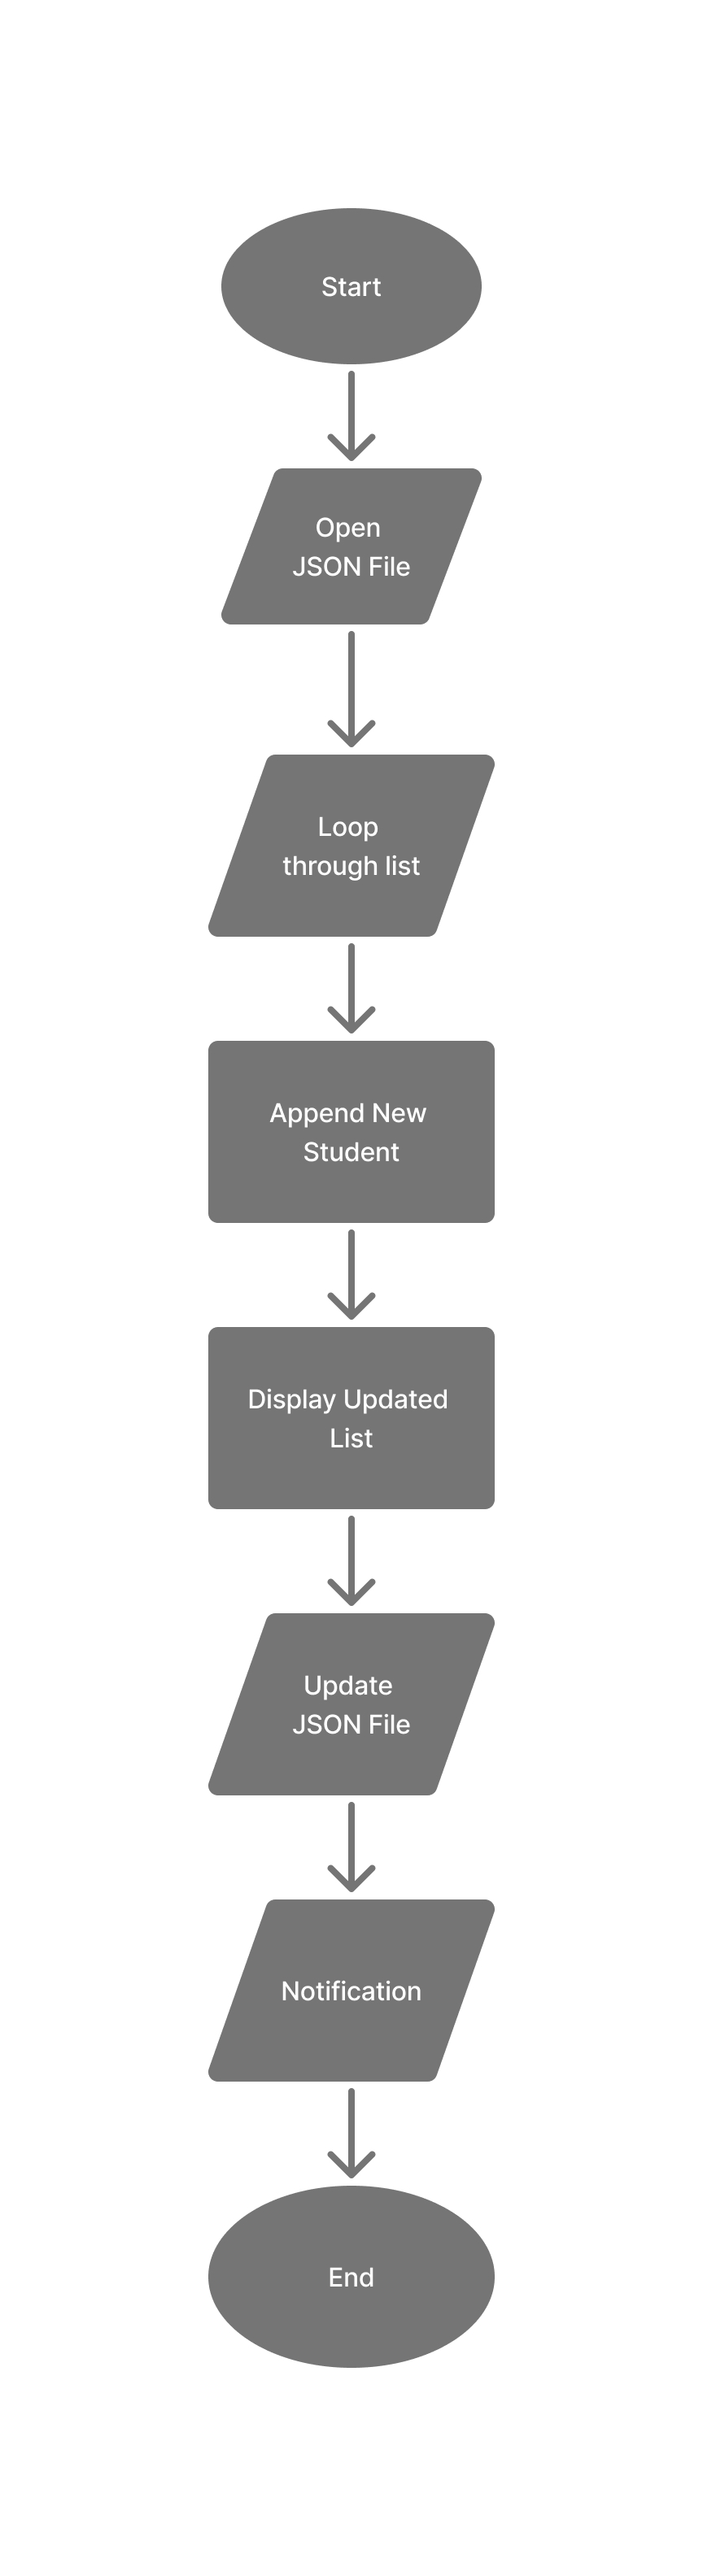 Start
Open
JSON File
Loop
through list
Append New
Student
Display Updated
List
Update
JSON File
Notification
End